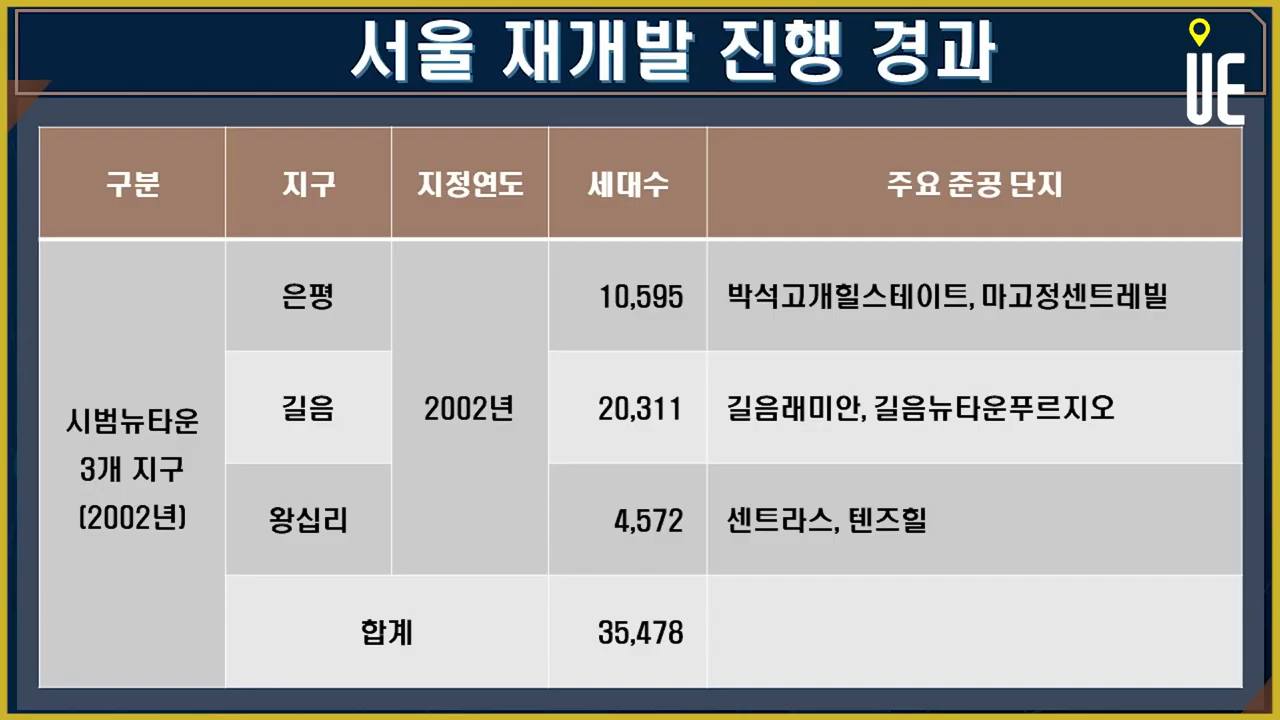 서울 재개발 진행 경과
UE
구분 지구 지정연도 세대수 주요 준공 단지
시범뉴타운
3개 지구
(2002년)
은평 2002년 10,595 박석고개힐스테이트, 마고정센트레빌
길음 20,311 길음래미안, 길음뉴타운푸르지오
왕십리 4,572 센트라스, 텐즈힐
합계 35,478